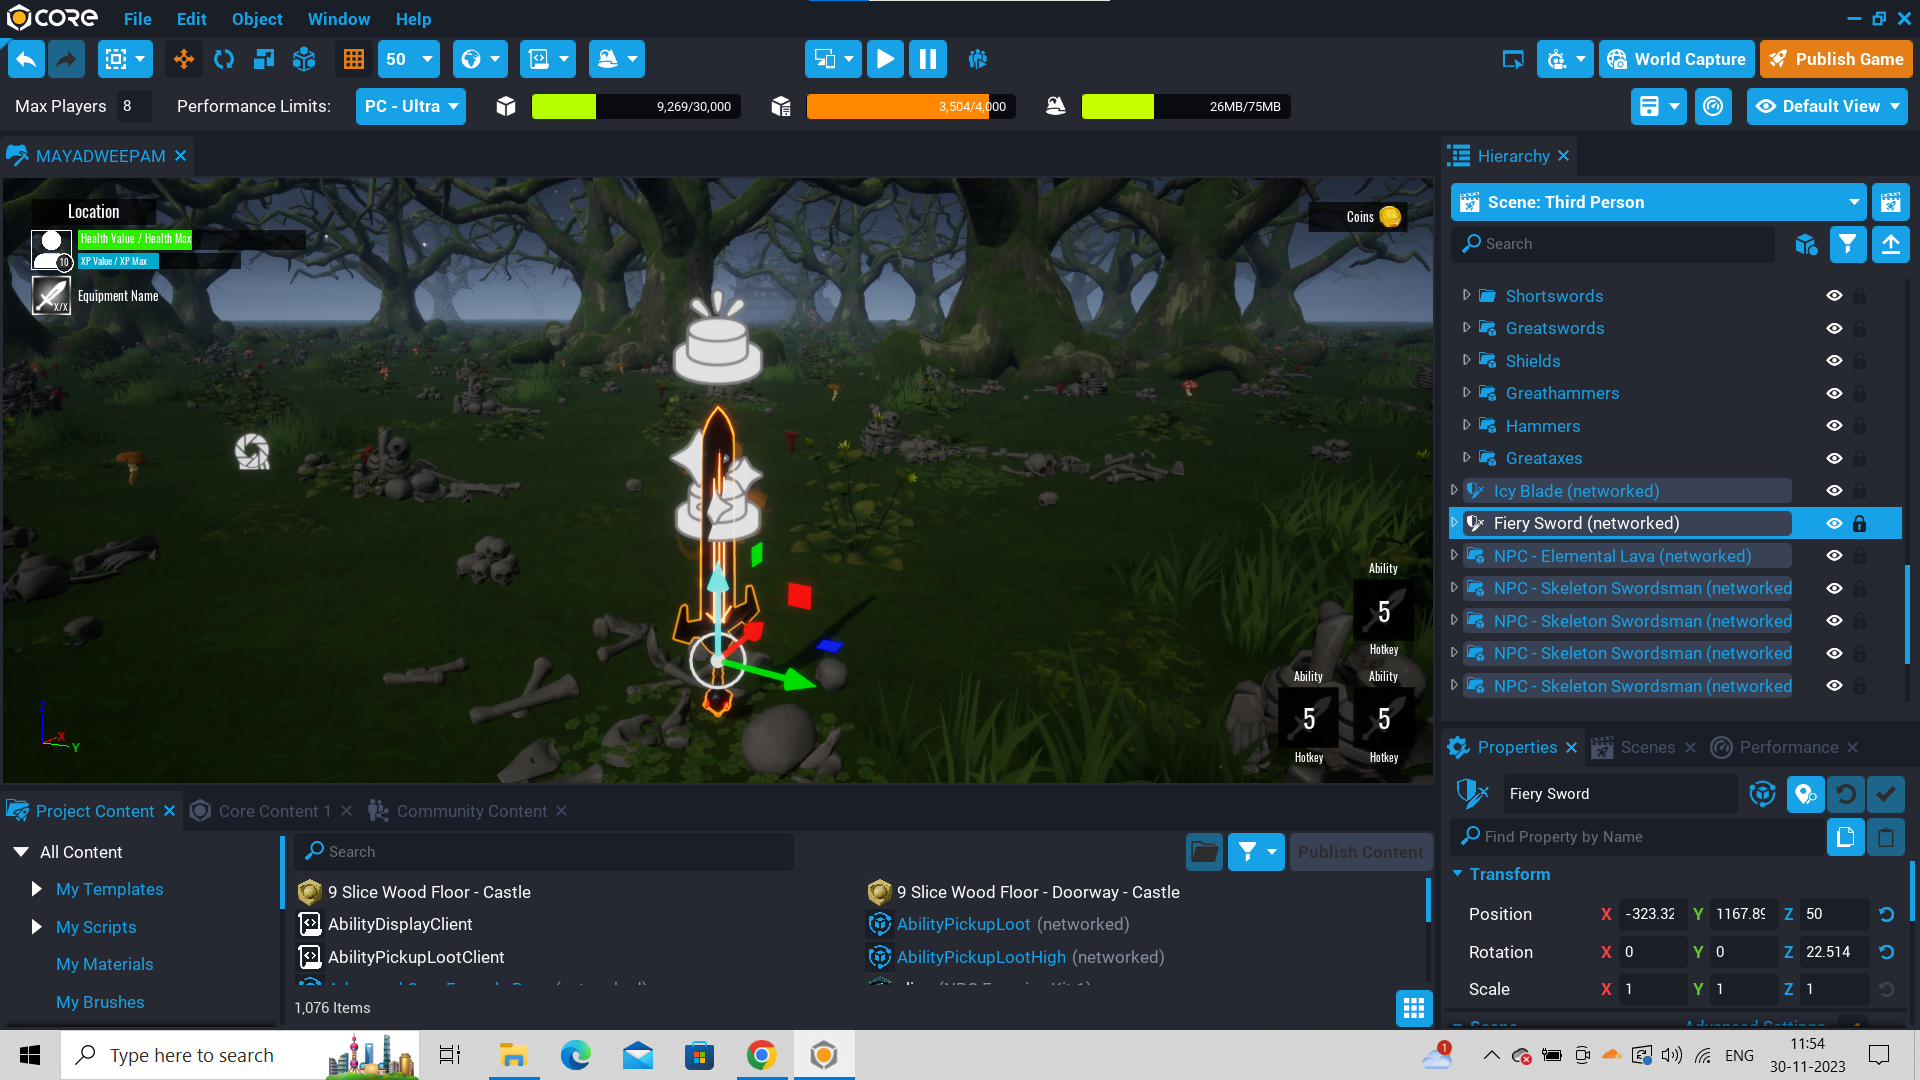 CORE File Edit Object Window Help
50 World Capture Publish Game
Max Players 8 Performance Limits: PC - Ultra 9,269/30,000 3,504/4,000 26MB/75MB Default View
MAYADWEEPAM
Location
Health Value / Health Max
10 XP Value / XP Max
X/X Equipment Name
Coins
Ability
5
Hotkey
Ability Ability
5 5
Hotkey Hotkey
Z
X
Y
Hierarchy
Scene: Third Person
Search
Shortswords
Greatswords
Shields
Greathammers
Hammers
Greataxes
Icy Blade (networked)
Fiery Sword (networked)
NPC - Elemental Lava (networked)
NPC - Skeleton Swordsman (networked
NPC - Skeleton Swordsman (networked
NPC - Skeleton Swordsman (networked
NPC - Skeleton Swordsman (networked
Properties Scenes Performance
Fiery Sword
Find Property by Name
Transform
Position X -323.32 Y 1167.89 Z 50
Rotation X 0 Y 0 Z 22.514
Scale X 1 Y 1 Z 1
Project Content Core Content 1 Community Content
All Content
My Templates
My Scripts
My Materials
My Brushes
Search Publish Content
9 Slice Wood Floor - Castle 9 Slice Wood Floor - Doorway - Castle
AbilityDisplayClient AbilityPickupLoot (networked)
AbilityPickupLootClient AbilityPickupLootHigh (networked)
1,076 Items
Type here to search 1 ENG 11:54
30-11-2023